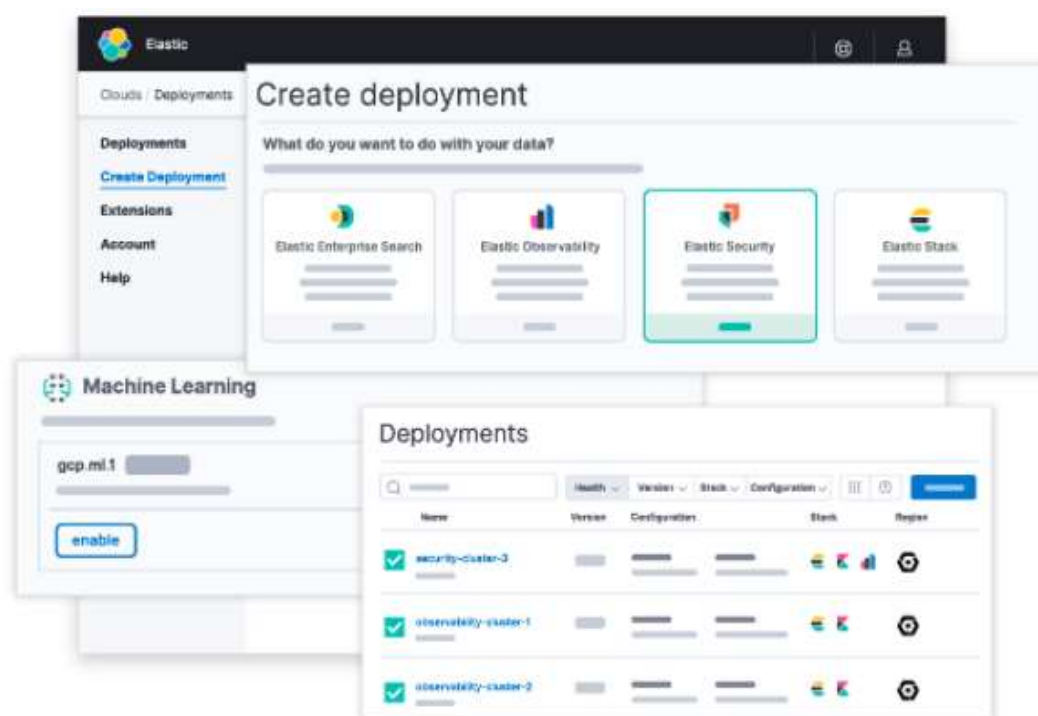 Elastic
Clouds / Deployments
Create deployment
Deployments
What do you want to do with your data?
Create Deployment
Extensions
Account
Help
Elastic Enterprise Search
Elastic Observability
Elastic Security
Elastic Stack
Machine Learning
gcp.ml.1
enable
Deployments
Health Version Stack Configuration
Name Version Configuration Stack Region
security-cluster-3
observability-cluster-1
observability-cluster-2